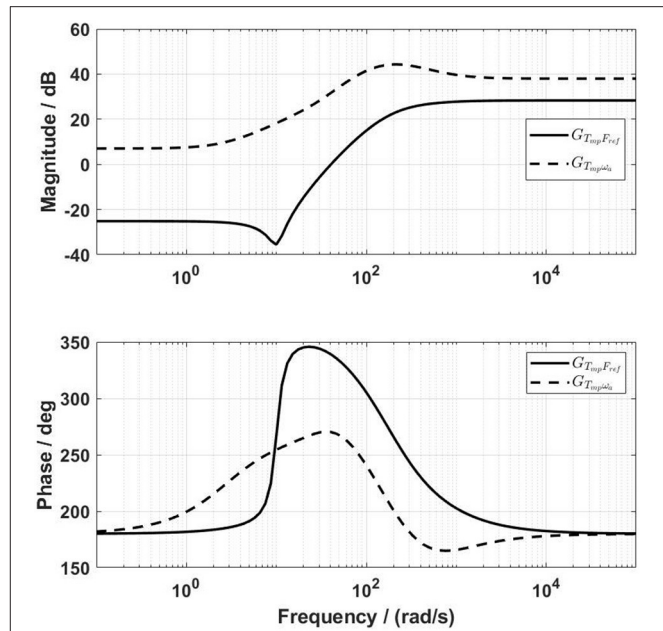 60
40
20
0
-20
-40
Magnitude / dB
G_{T_{mp}F_{ref}}
G_{T_{mp}ω_a}
10^0
10^2
10^4
350
300
250
200
150
Phase / deg
G_{T_{mp}F_{ref}}
G_{T_{mp}ω_a}
10^0
10^2
10^4
Frequency / (rad/s)